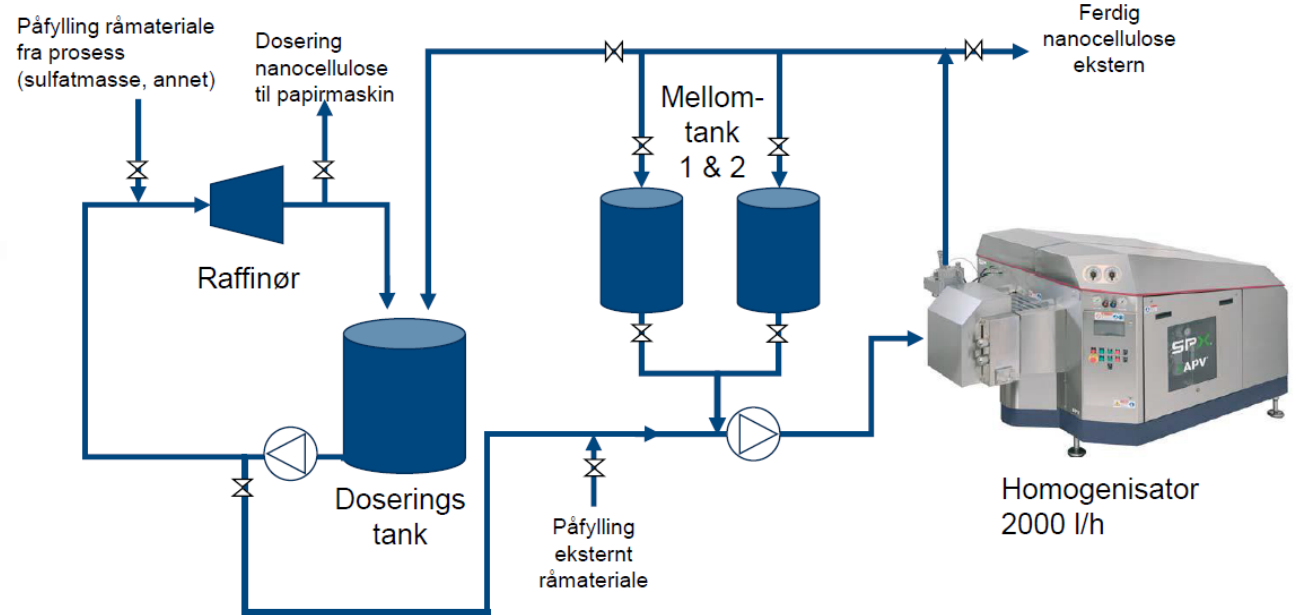 Påfylling råmateriale
fra prosess
(sulfatmasse, annet)
Dosering
nanocellulose
til papirmaskin
Mellom-
tank
1 & 2
Ferdig
nanocellulose
ekstern
Raffinør
Doserings
tank
Påfylling
eksternt
råmateriale
SPX
APV
Homogenisator
2000 l/h